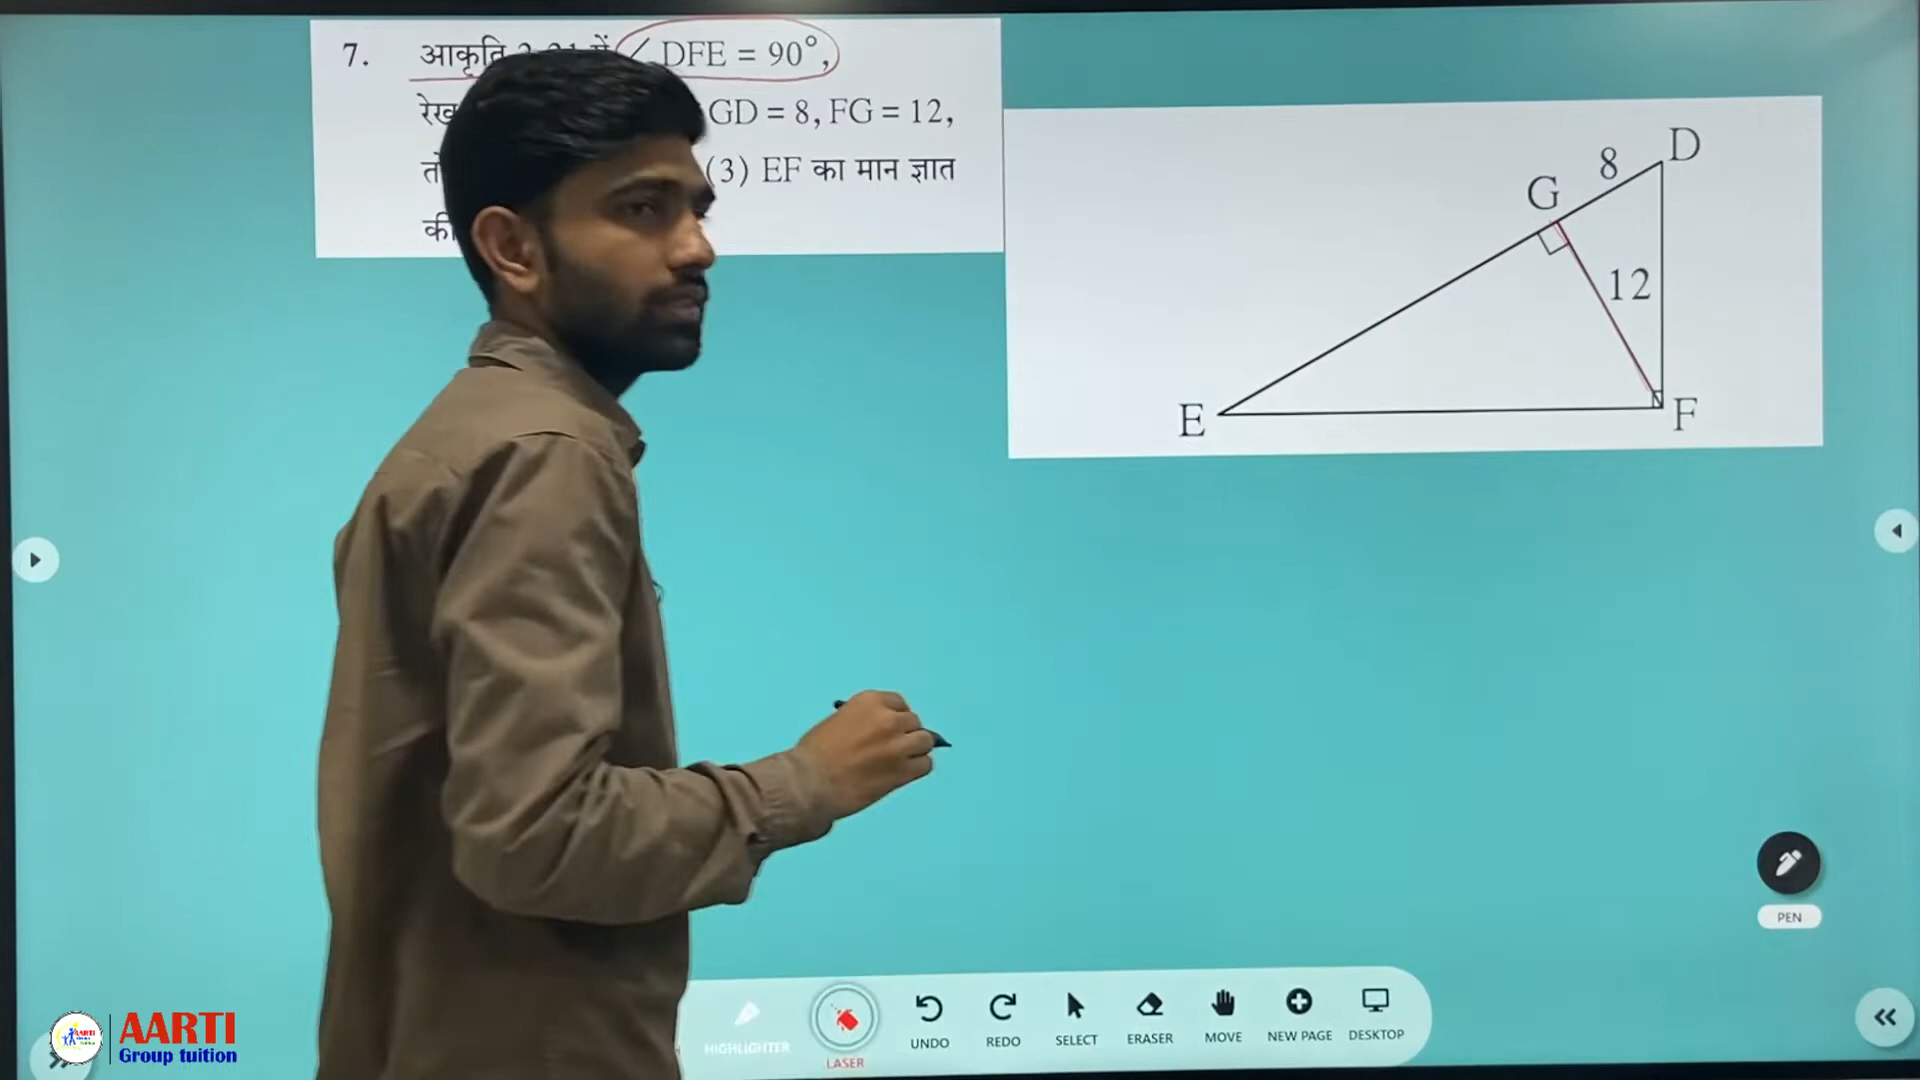 7. आकृति में ∠ DFE = 90°,
GD = 8, FG = 12,
(3) EF का मान ज्ञात
8
D
G
12
E
F
PEN
HIGHLIGHTER
LASER
UNDO
REDO
SELECT
ERASER
MOVE
NEW PAGE
DESKTOP
AARTI
Group tuition